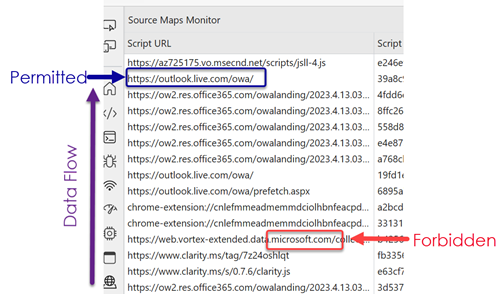 Source Maps Monitor
Script URL Script
https://az725175.vo.msecnd.net/scripts/jsll-4.js e246e
Permitted
https://outlook.live.com/owa/ 39a8c
https://ow2.res.office365.com/owalanding/2023.4.13.03... 4fdd6
https://ow2.res.office365.com/owalanding/2023.4.13.03... 8ffc26
https://ow2.res.office365.com/owalanding/2023.4.13.03... 558d8
https://ow2.res.office365.com/owalanding/2023.4.13.03... e4e87
https://ow2.res.office365.com/owalanding/2023.4.13.03... a768c
https://outlook.live.com/owa/ 19fd1e
https://outlook.live.com/owa/prefetch.aspx 6895a
chrome-extension://cnlefmmeadmemmdciolhbnfeacpd... a2bcd
chrome-extension://cnlefmmeadmemmdciolhbnfeacpd... 33131
https://web.vortex-extended.data.microsoft.com/colle
Forbidden
https://www.clarity.ms/tag/7z24oshlqt fb335
https://www.clarity.ms/s/0.7.6/clarity.js e63cf7
https://ow2.res.office365.com/owalanding/2023.4.13.03... 3d537
Data Flow